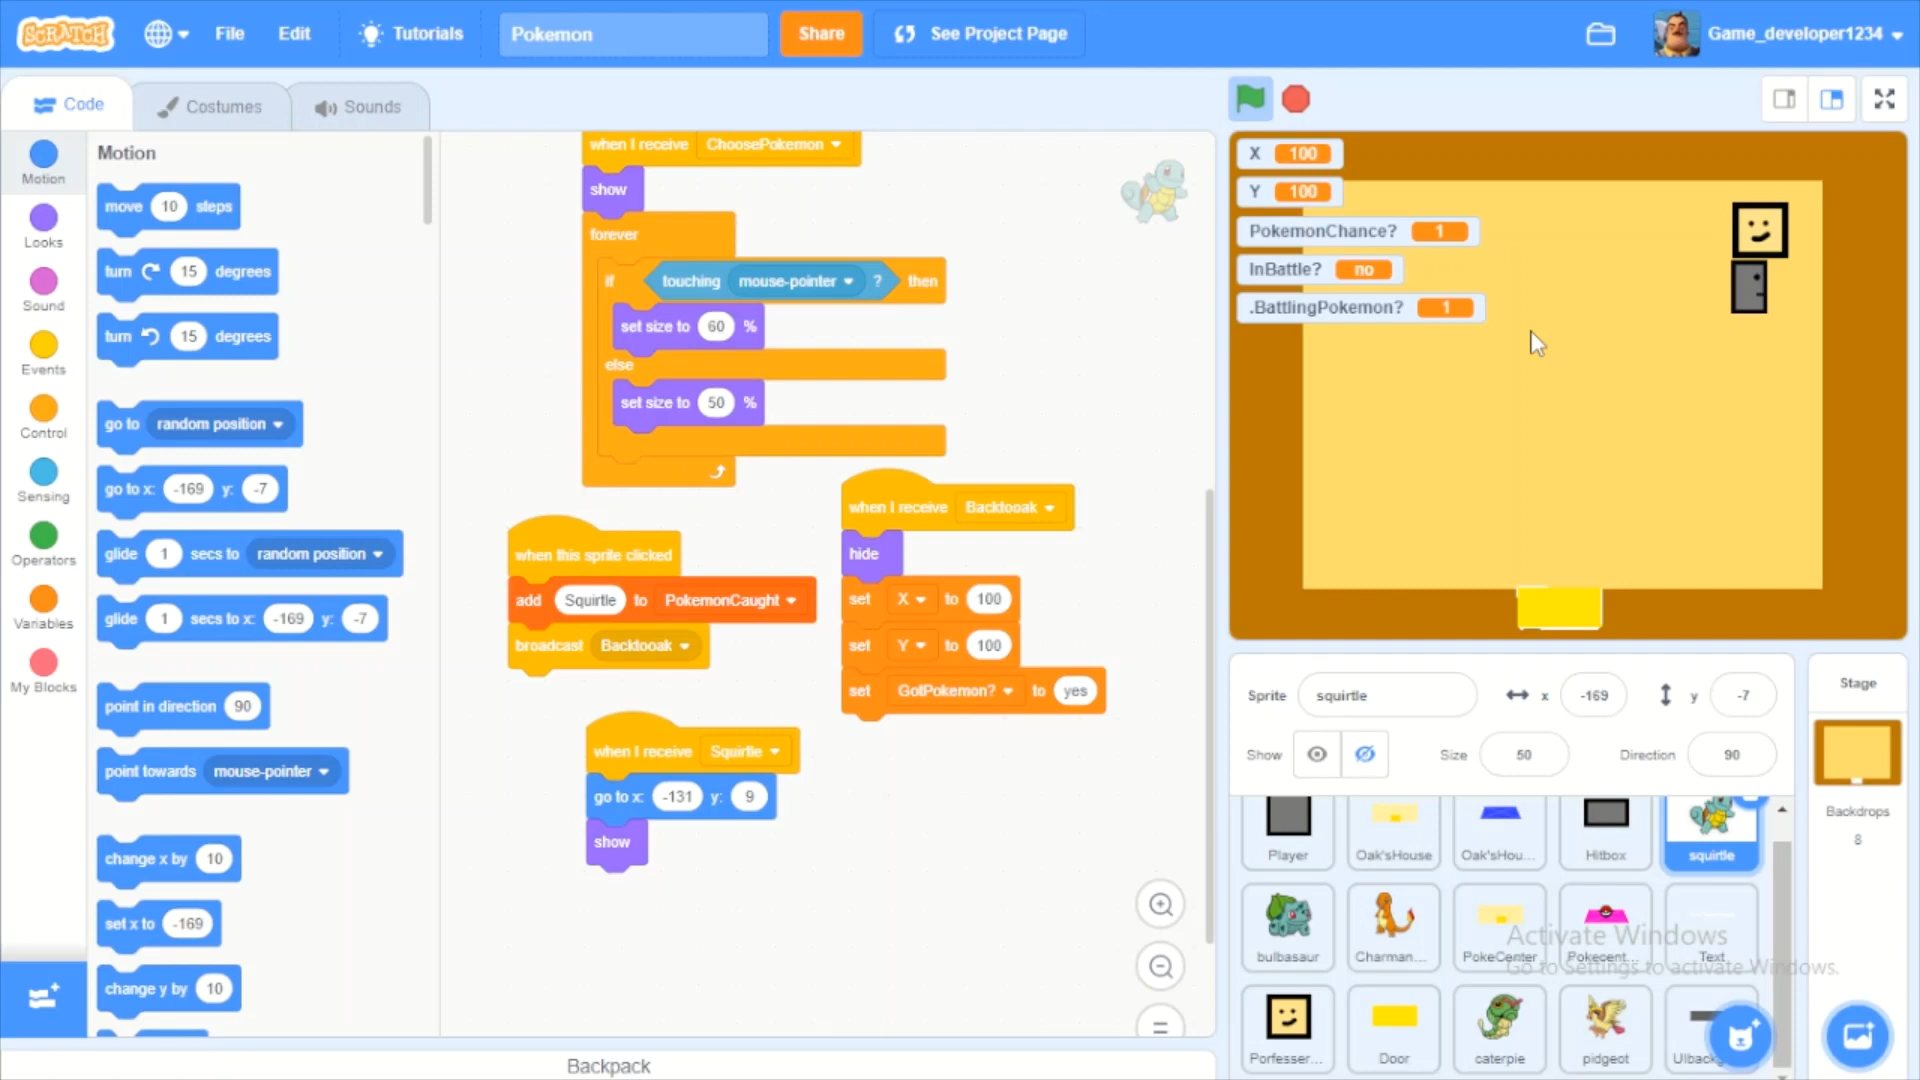 SCRATCH
File
Edit
Tutorials
Pokemon
Share
See Project Page
Game_developer1234
Code
Costumes
Sounds
Motion
Looks
Sound
Events
Control
Sensing
Operators
Variables
My Blocks
Motion
move 10 steps
turn 15 degrees
turn 15 degrees
go to random position
go to x: -169 y: -7
glide 1 secs to random position
glide 1 secs to x: -169 y: -7
point in direction 90
point towards mouse-pointer
change x by 10
set x to -169
change y by 10
when I receive ChoosePokemon
show
forever
if touching mouse-pointer ? then
set size to 60 %
else
set size to 50 %
when this sprite clicked
add Squirtle to PokemonCaught
broadcast Backtooak
when I receive Backtooak
hide
set X to 100
set Y to 100
set GotPokemon? to yes
when I receive Squirtle
go to x: -131 y: 9
show
Backpack
X 100
Y 100
PokemonChance? 1
InBattle? no
.BattlingPokemon? 1
Sprite squirtle x -169 y -7
Show Size 50 Direction 90
Player
Oak'sHouse
Oak'sHou...
Hitbox
squirtle
bulbasaur
Charman...
PokeCenter
Pokecent...
Text
Porfesser...
Door
caterpie
pidgeot
Stage
Backdrops
8
Activate Windows
Go to Settings to activate Windows.